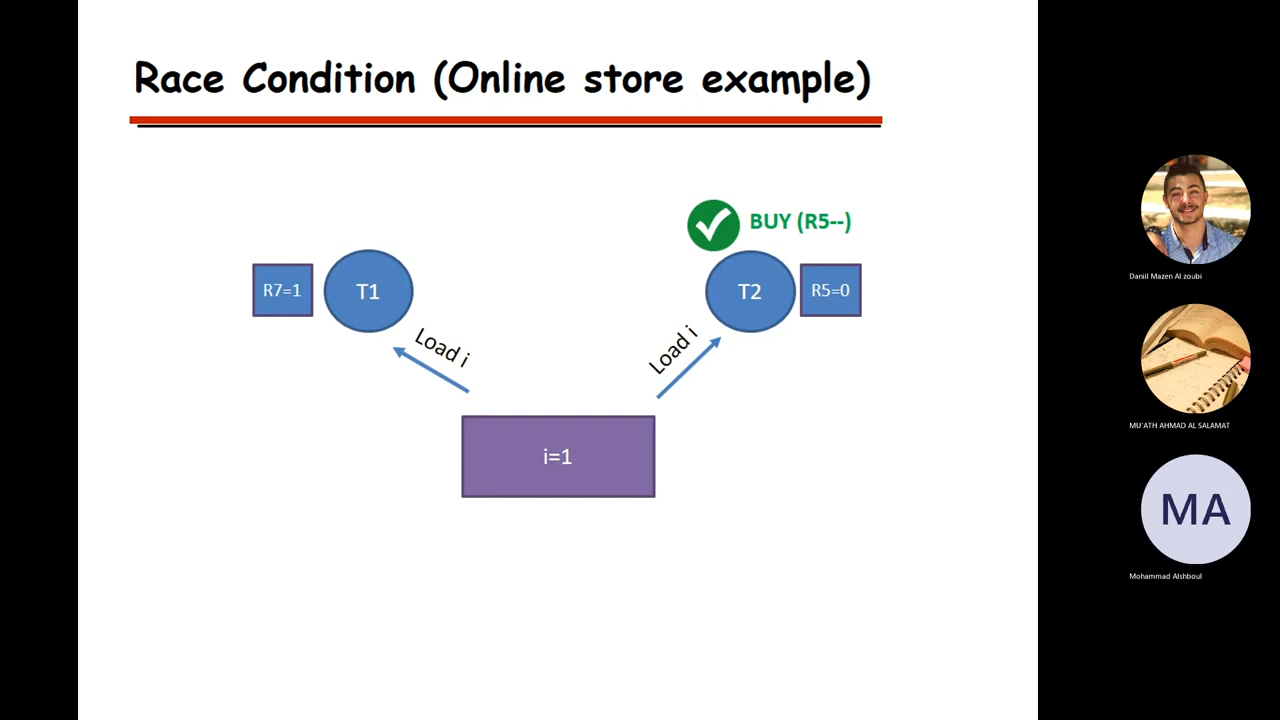 Race Condition (Online store example)
BUY (R5--)
R7=1
T1
T2
R5=0
Load i
Load i
i=1
Daniil Mazen Al zoubi
MU'ATH AHMAD AL SALAMAT
MA
Mohammad Alshboul